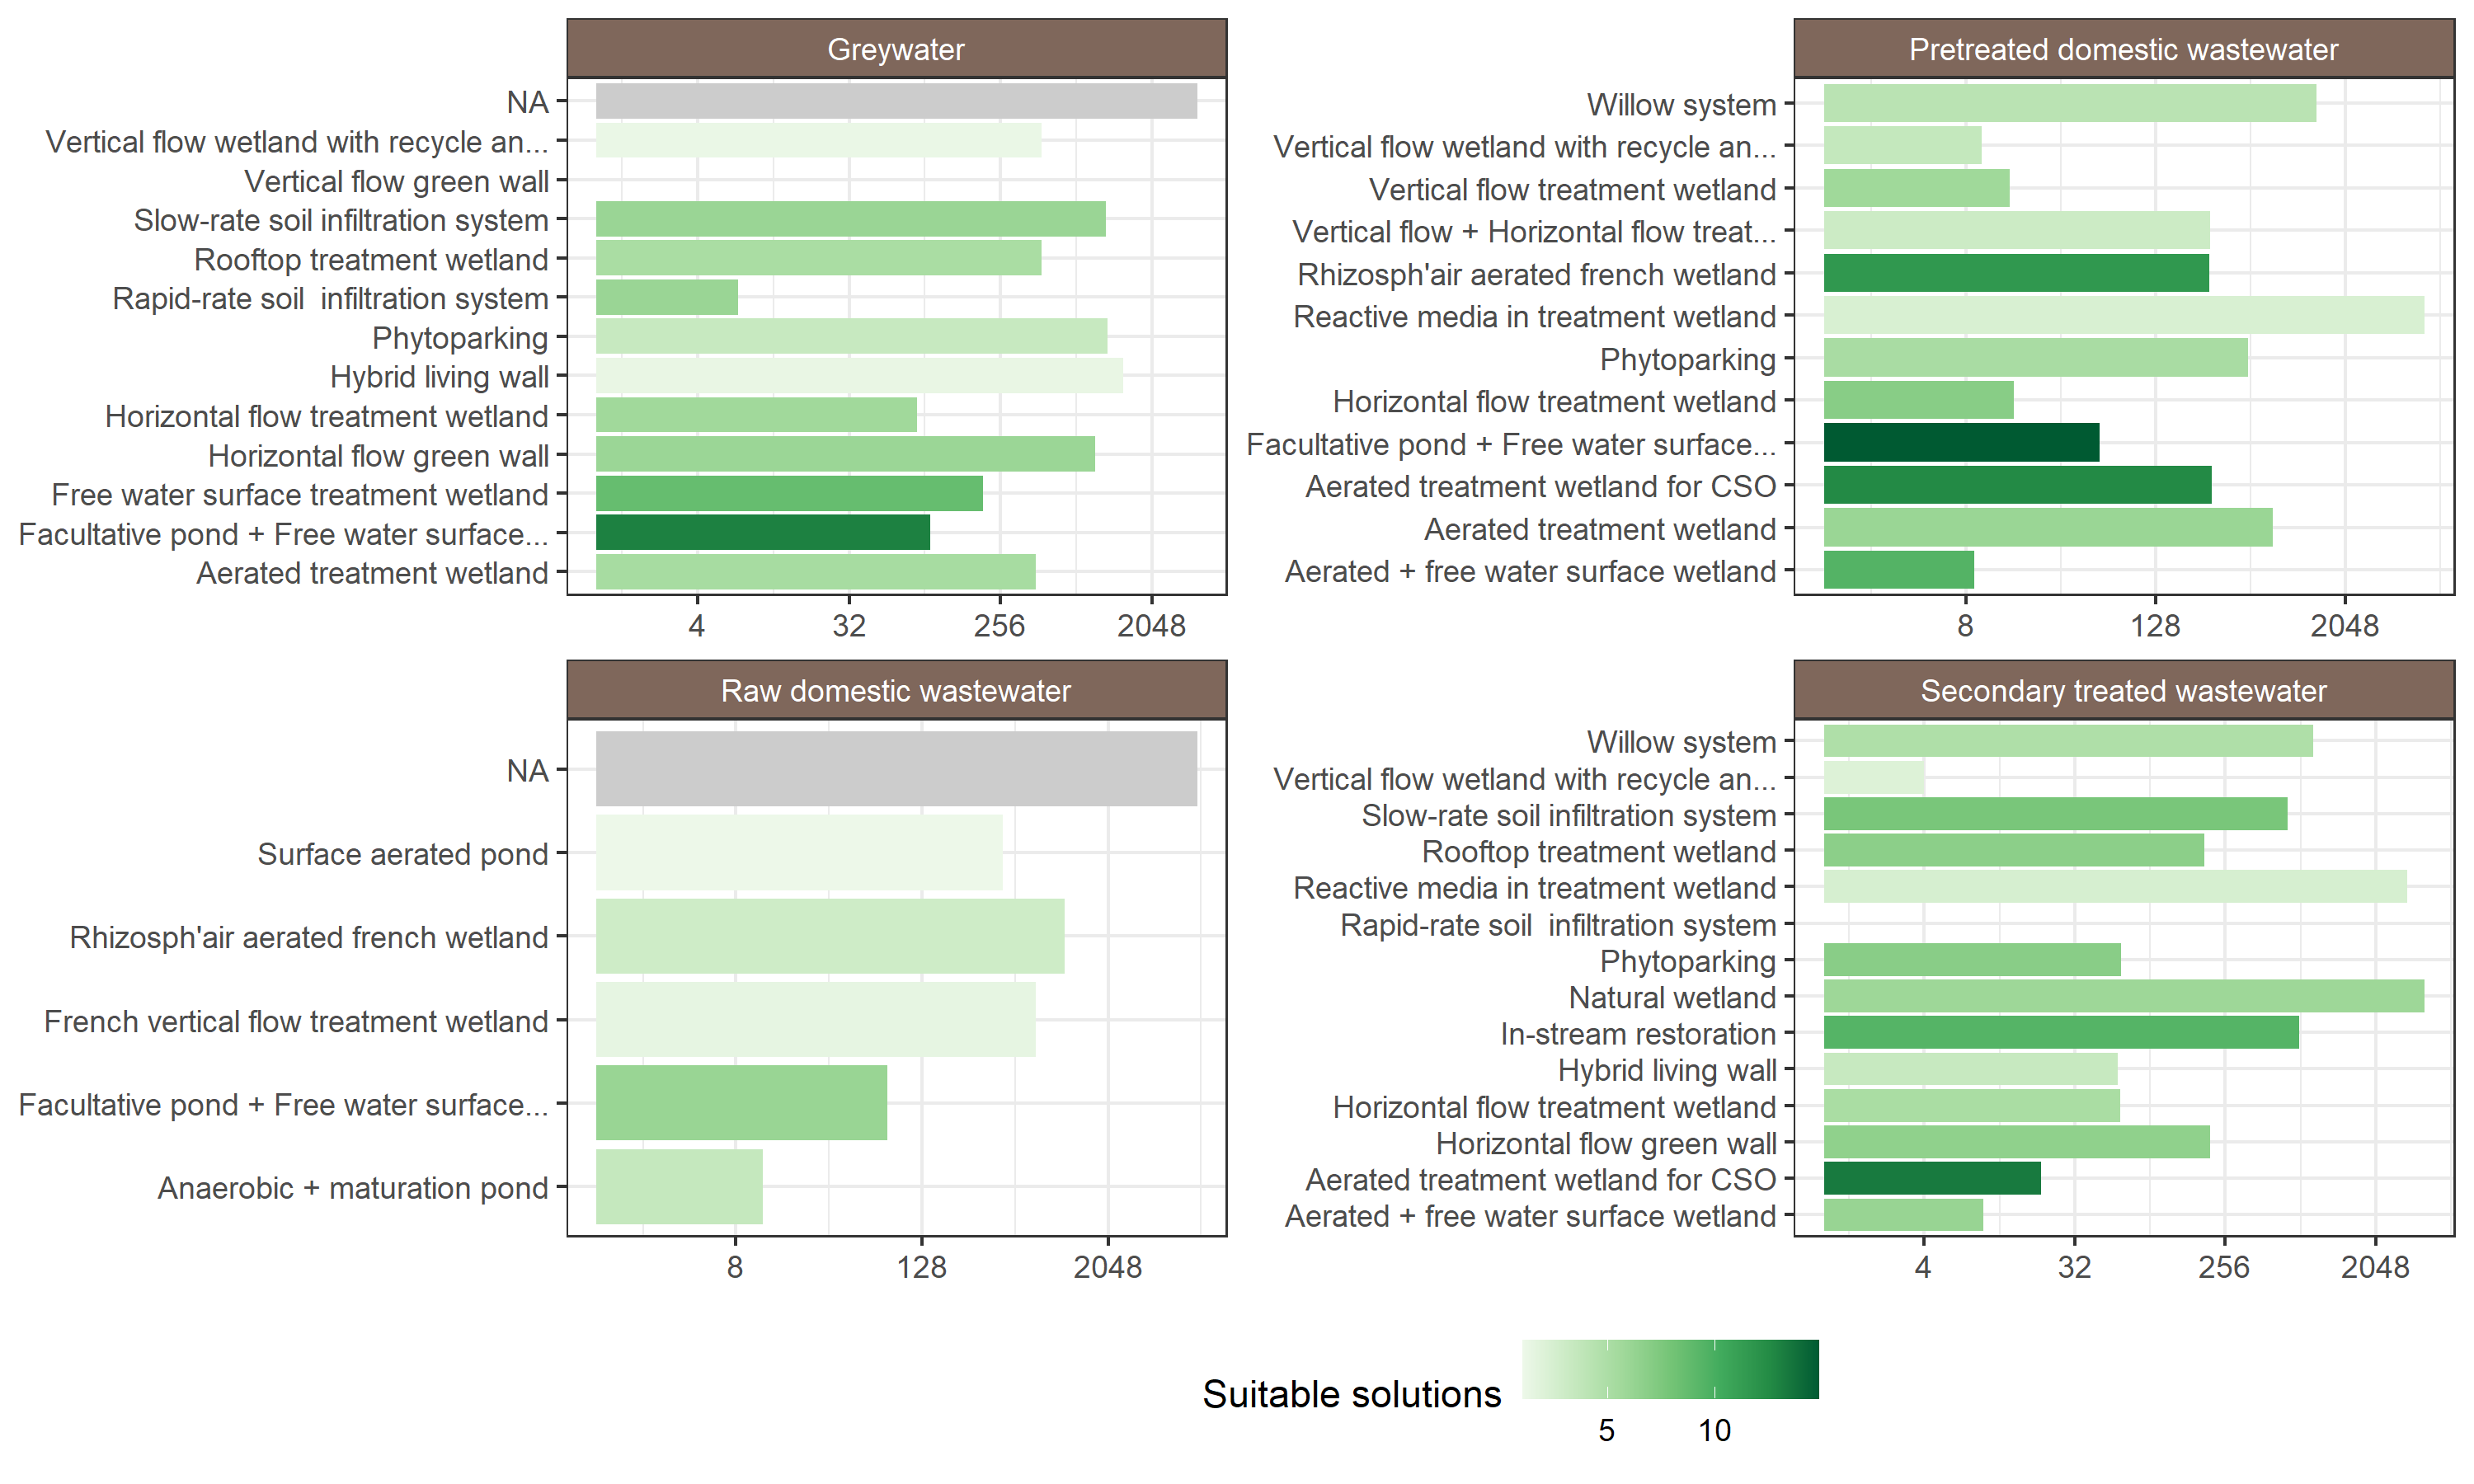 Greywater
NA
Vertical flow wetland with recycle an...
Vertical flow green wall
Slow-rate soil infiltration system
Rooftop treatment wetland
Rapid-rate soil  infiltration system
Phytoparking
Hybrid living wall
Horizontal flow treatment wetland
Horizontal flow green wall
Free water surface treatment wetland
Facultative pond + Free water surface...
Aerated treatment wetland
4 32 256 2048
Pretreated domestic wastewater
Willow system
Vertical flow wetland with recycle an...
Vertical flow treatment wetland
Vertical flow + Horizontal flow treat...
Rhizosph'air aerated french wetland
Reactive media in treatment wetland
Phytoparking
Horizontal flow treatment wetland
Facultative pond + Free water surface...
Aerated treatment wetland for CSO
Aerated treatment wetland
Aerated + free water surface wetland
8 128 2048
Raw domestic wastewater
NA
Surface aerated pond
Rhizosph'air aerated french wetland
French vertical flow treatment wetland
Facultative pond + Free water surface...
Anaerobic + maturation pond
8 128 2048
Secondary treated wastewater
Willow system
Vertical flow wetland with recycle an...
Slow-rate soil infiltration system
Rooftop treatment wetland
Reactive media in treatment wetland
Rapid-rate soil  infiltration system
Phytoparking
Natural wetland
In-stream restoration
Hybrid living wall
Horizontal flow treatment wetland
Horizontal flow green wall
Aerated treatment wetland for CSO
Aerated + free water surface wetland
4 32 256 2048
Suitable solutions
5 10